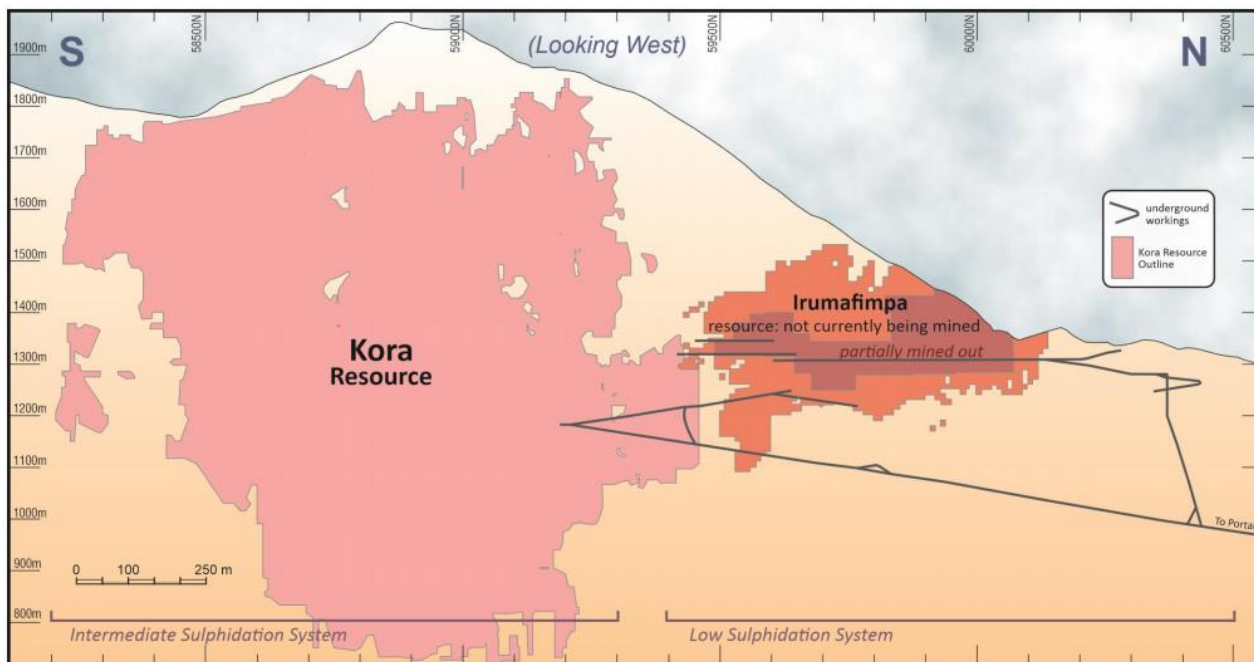 58500N
59000N
59500N
60000N
60500N
S
(Looking West)
N
1900m
1800m
1700m
1600m
1500m
1400m
1300m
1200m
1100m
1000m
900m
800m
underground
workings
Kora Resource
Outline
Irumafimpa
resource: not currently being mined
partially mined out
Kora
Resource
To Portal
0 100 250 m
Intermediate Sulphidation System
Low Sulphidation System